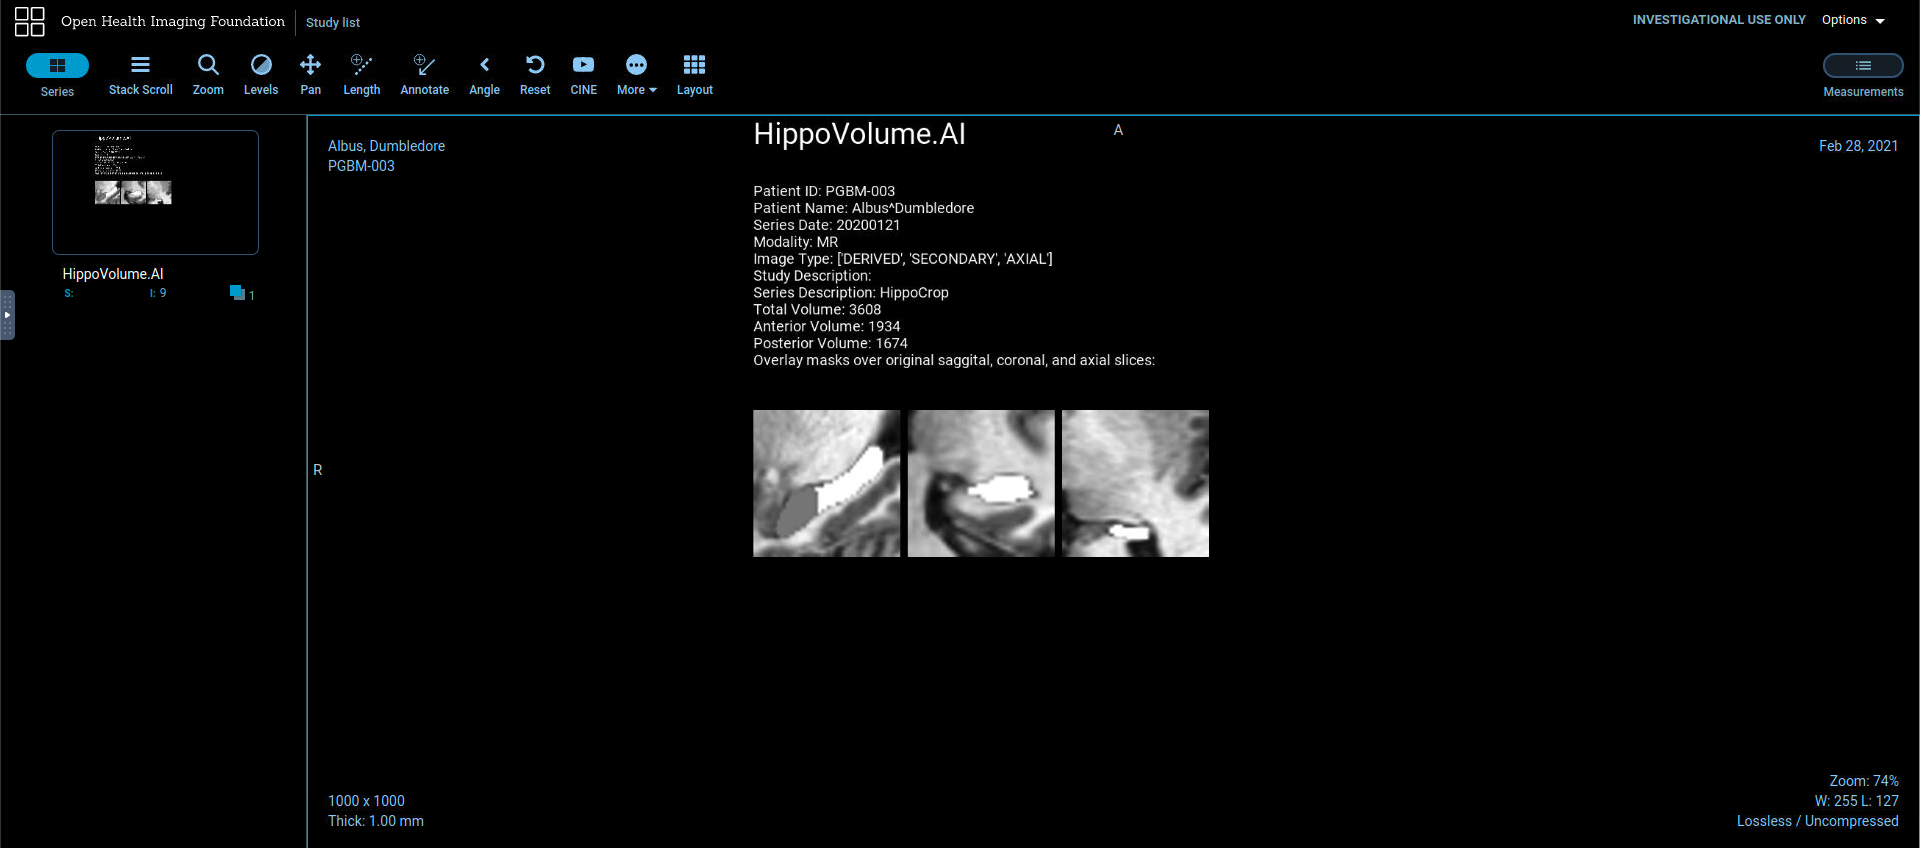 Open Health Imaging Foundation
Study list
INVESTIGATIONAL USE ONLY
Options
Series
Stack Scroll
Zoom
Levels
Pan
Length
Annotate
Angle
Reset
CINE
More
Layout
Measurements
HippoVolume.AI
S:
I: 9
1
Albus, Dumbledore
PGBM-003
HippoVolume.AI
A
Feb 28, 2021
Patient ID: PGBM-003
Patient Name: Albus^Dumbledore
Series Date: 20200121
Modality: MR
Image Type: ['DERIVED', 'SECONDARY', 'AXIAL']
Study Description:
Series Description: HippoCrop
Total Volume: 3608
Anterior Volume: 1934
Posterior Volume: 1674
Overlay masks over original saggital, coronal, and axial slices:
R
1000 x 1000
Thick: 1.00 mm
Zoom: 74%
W: 255 L: 127
Lossless / Uncompressed